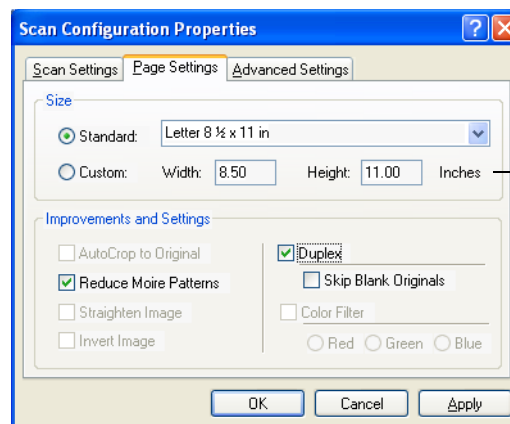 Scan Configuration Properties
Scan Settings Page Settings Advanced Settings
Size
Standard: Letter 8 ½ x 11 in
Custom: Width: 8.50 Height: 11.00 Inches
Improvements and Settings
AutoCrop to Original Duplex
Reduce Moire Patterns Skip Blank Originals
Straighten Image Color Filter
Invert Image Red Green Blue
OK Cancel Apply